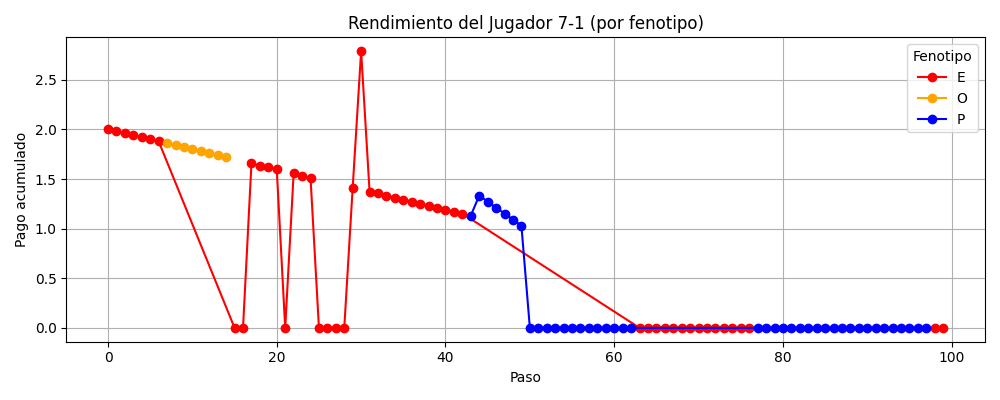 Rendimiento del Jugador 7-1 (por fenotipo)
Pago acumulado
2.5
2.0
1.5
1.0
0.5
0.0
Fenotipo
E
O
P
0 20 40 60 80 100
Paso